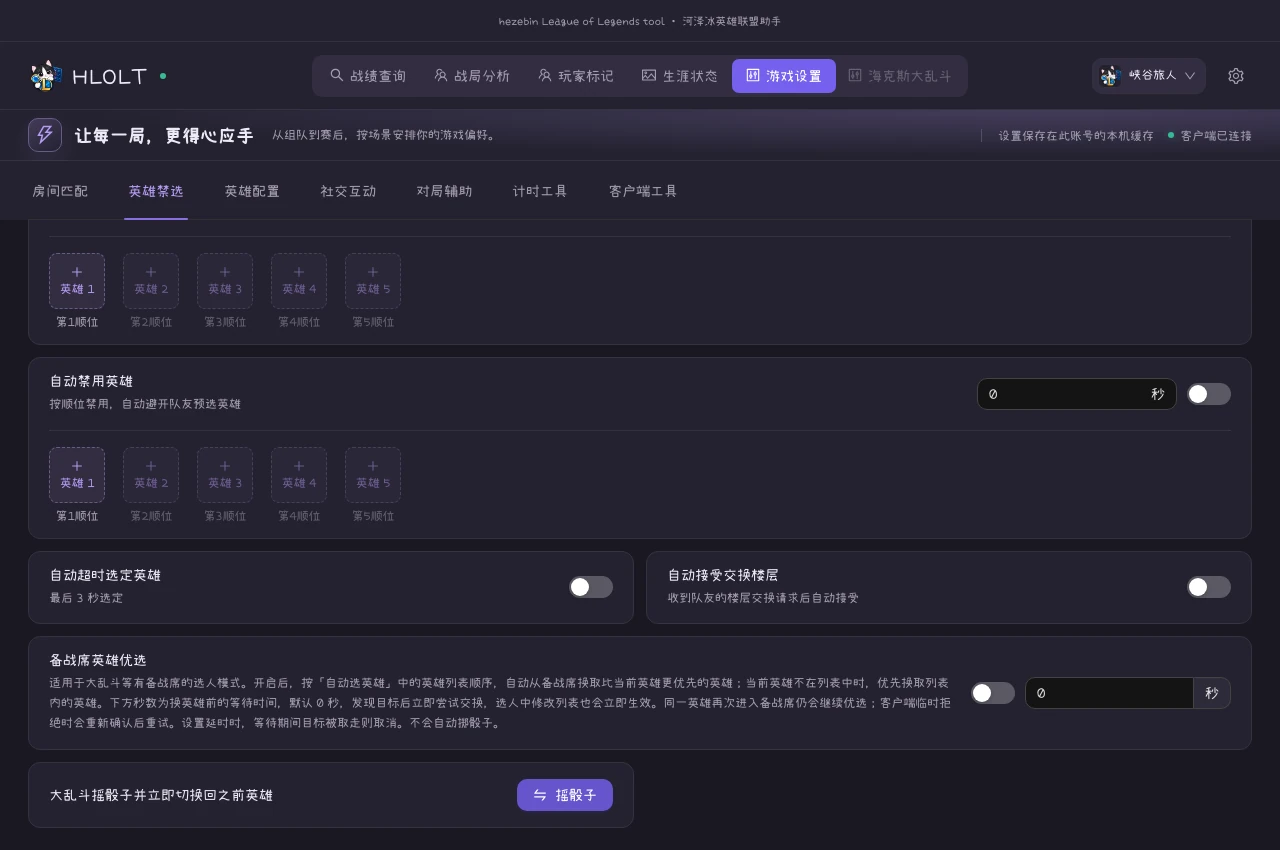 hezebin League of Legends tool • 河泽冰英雄联盟助手
HLOLT
战绩查询 战局分析 玩家标记 生涯状态 游戏设置 海克斯大乱斗
峡谷旅人
让每一局，更得心应手 从组队到赛后，按场景安排你的游戏偏好。
设置保存在此账号的本机缓存 客户端已连接
房间匹配 英雄禁选 英雄配置 社交互动 对局辅助 计时工具 客户端工具
英雄 1 英雄 2 英雄 3 英雄 4 英雄 5
第1顺位 第2顺位 第3顺位 第4顺位 第5顺位
自动禁用英雄
按顺位禁用，自动避开队友预选英雄
0 秒
英雄 1 英雄 2 英雄 3 英雄 4 英雄 5
第1顺位 第2顺位 第3顺位 第4顺位 第5顺位
自动超时选定英雄
最后 3 秒选定
自动接受交换楼层
收到队友的楼层交换请求后自动接受
备战席英雄优选
适用于大乱斗等有备战席的选人模式。开启后，按「自动选英雄」中的英雄列表顺序，自动从备战席换取比当前英雄更优先的英雄；当前英雄不在列表中时，优先换取列表
内的英雄。下方秒数为换英雄前的等待时间，默认 0 秒，发现目标后立即尝试交换，选人中修改列表也会立即生效。同一英雄再次进入备战席仍会继续优选；客户端临时拒
绝时会重新确认后重试。设置延时时，等待期间目标被取走则取消。不会自动掷骰子。
0 秒
大乱斗摇骰子并立即切换回之前英雄
摇骰子